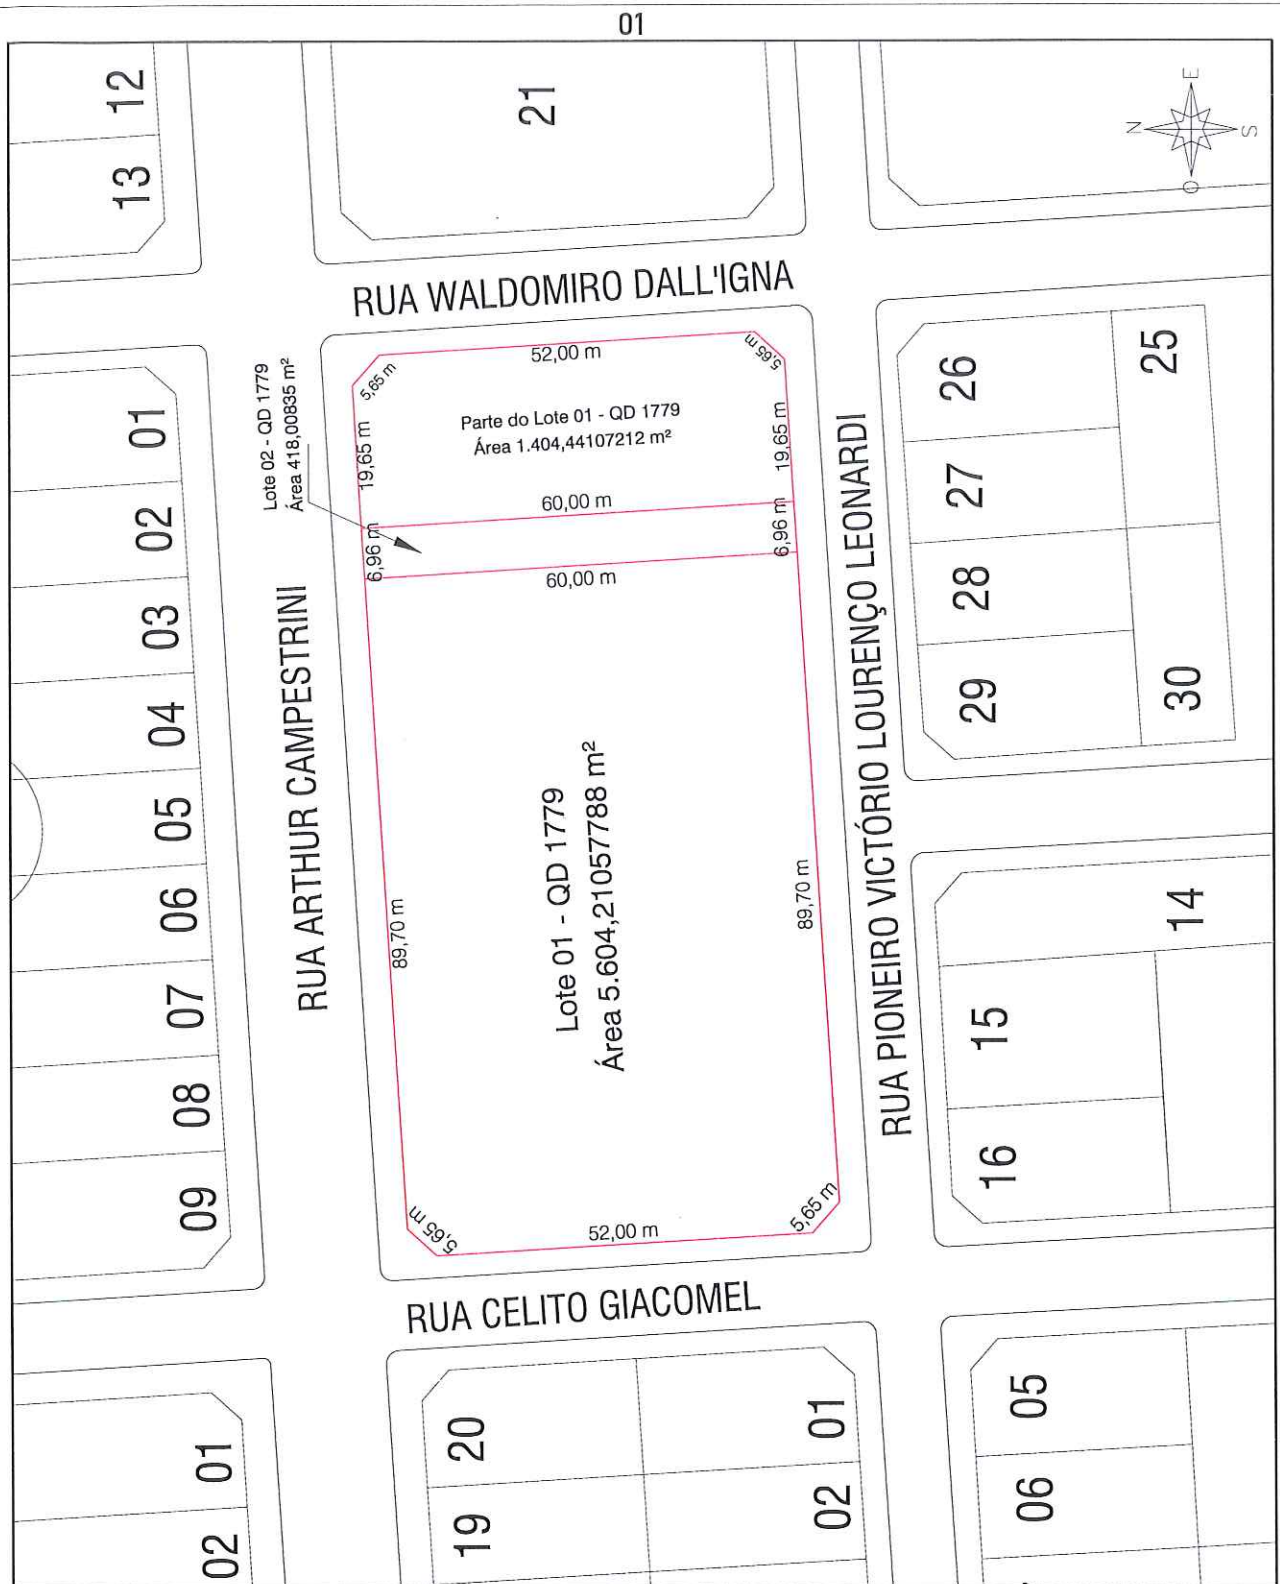 01
12
13
21
N
E
S
O
RUA WALDOMIRO DALL'IGNA
Lote 02 - QD 1779
Área 418,00835 m²
5,65 m
52,00 m
5,65 m
19,65 m
Parte do Lote 01 - QD 1779
Área 1.404,44107212 m²
19,65 m
60,00 m
6,96 m
6,96 m
60,00 m
RUA ARTHUR CAMPESTRINI
RUA PIONEIRO VICTÓRIO LOURENÇO LEONARDI
Lote 01 - QD 1779
Área 5.604,21057788 m²
89,70 m
89,70 m
5,65 m
52,00 m
5,65 m
RUA CELITO GIACOMEL
01
02
03
04
05
06
07
08
09
26
25
27
28
29
30
14
15
16
01
02
20
01
19
02
05
06